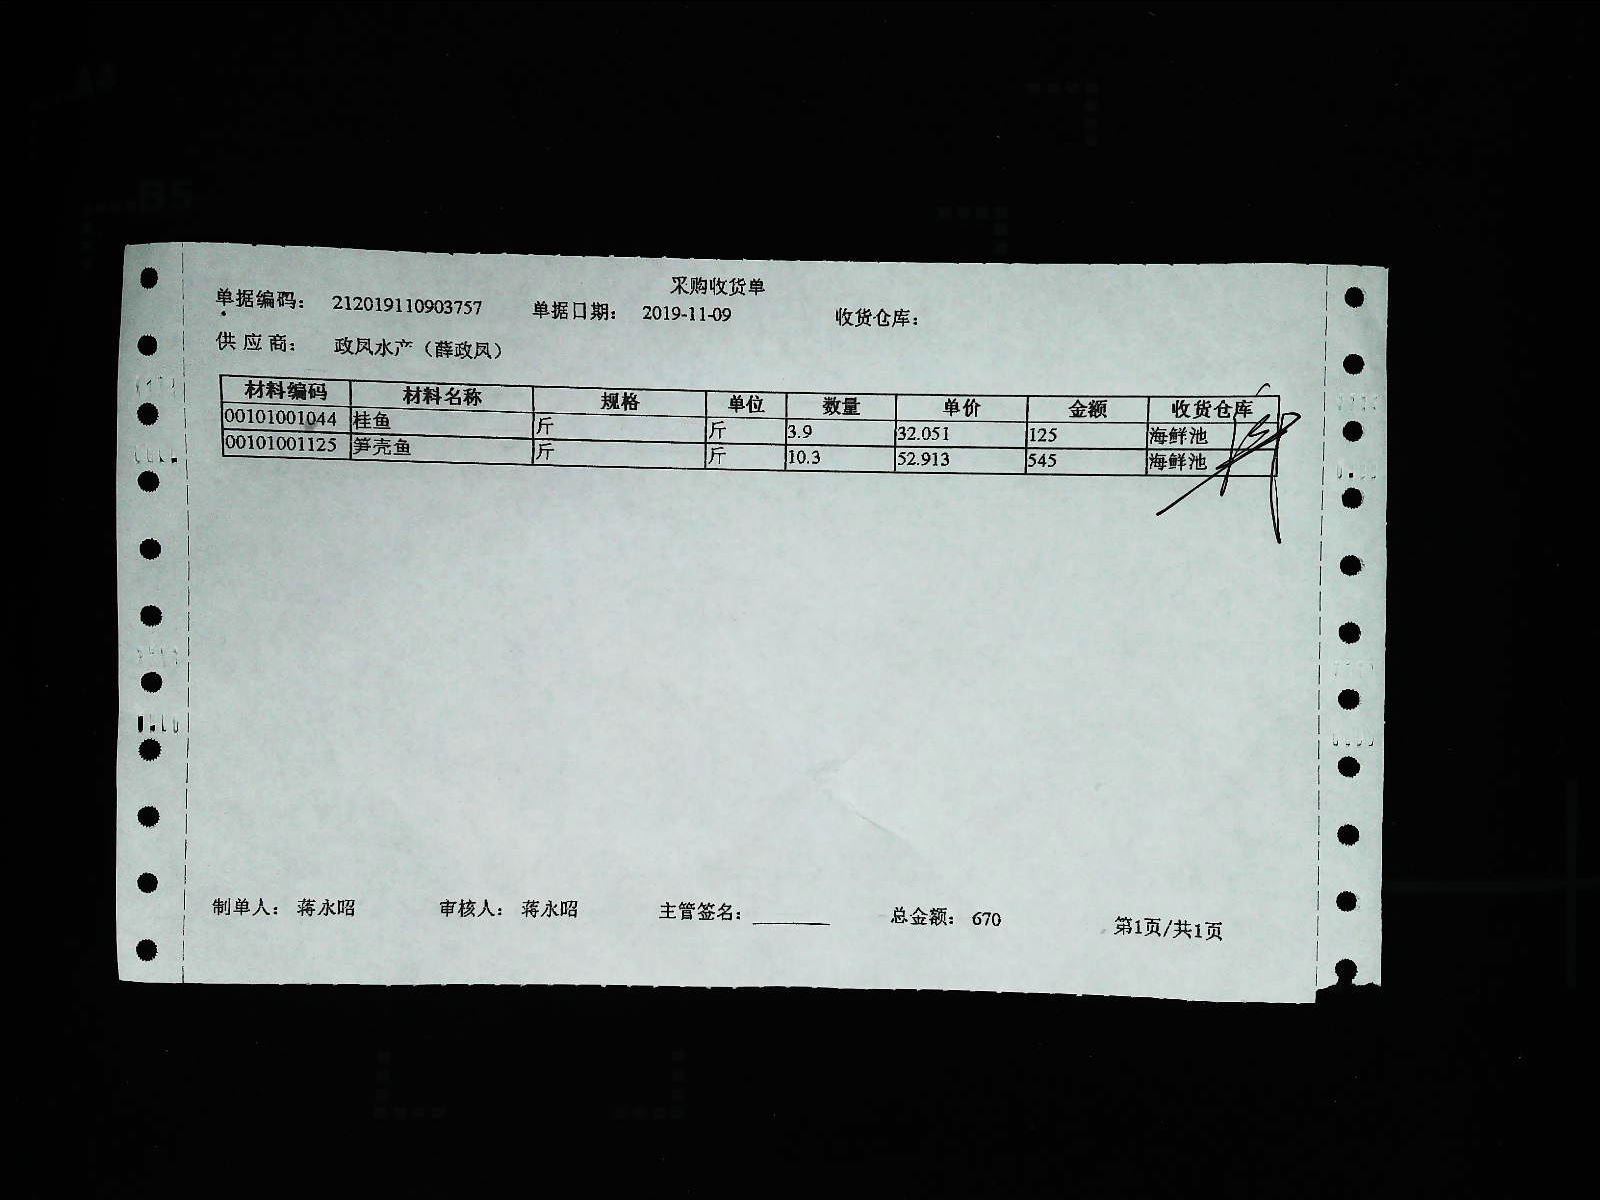 采购收货单
单据编码： 212019110903757 单据日期： 2019-11-09 收货仓库：
供应商： 政凤水产（薛政凤）
材料编码 材料名称 规格 单位 数量 单价 金额 收货仓库
00101001044 桂鱼 斤 斤 3.9 32.051 125 海鲜池
00101001125 笋壳鱼 斤 斤 10.3 52.913 545 海鲜池
制单人： 蒋永昭 审核人： 蒋永昭 主管签名： 总金额： 670 第1页/共1页